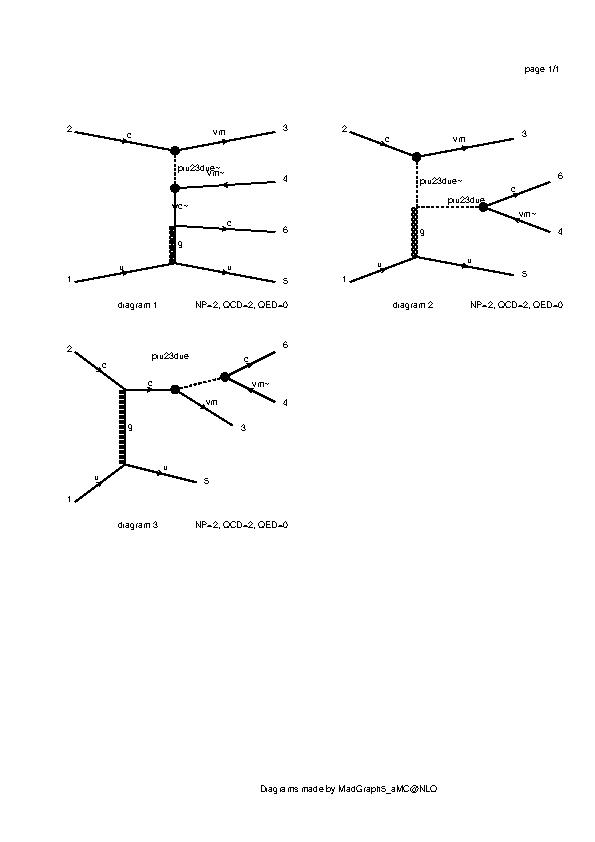 page 1/1
2
c
vm
3
piu23due~
vm~
4
c
6
g
1
u
u
5
diagram 1
NP=2, QCD=2, QED=0
2
c
vm
3
piu23due~
piu23due
c
6
vm~
4
g
1
u
u
5
diagram 2
NP=2, QCD=2, QED=0
2
c
c
piu23due
c
6
vm~
4
vm
3
g
1
u
u
5
diagram 3
NP=2, QCD=2, QED=0
Diagrams made by MadGraph5_aMC@NLO